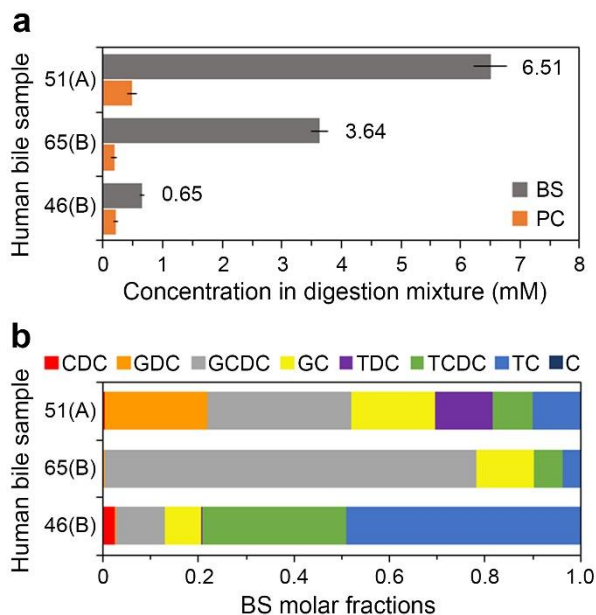 a
Human bile sample
51(A)
6.51
65(B)
3.64
46(B)
0.65
BS
PC
0 1 2 3 4 5 6 7 8
Concentration in digestion mixture (mM)
b
CDC GDC GCDC GC TDC TCDC TC C
Human bile sample
51(A)
65(B)
46(B)
0 0.2 0.4 0.6 0.8 1.0
BS molar fractions